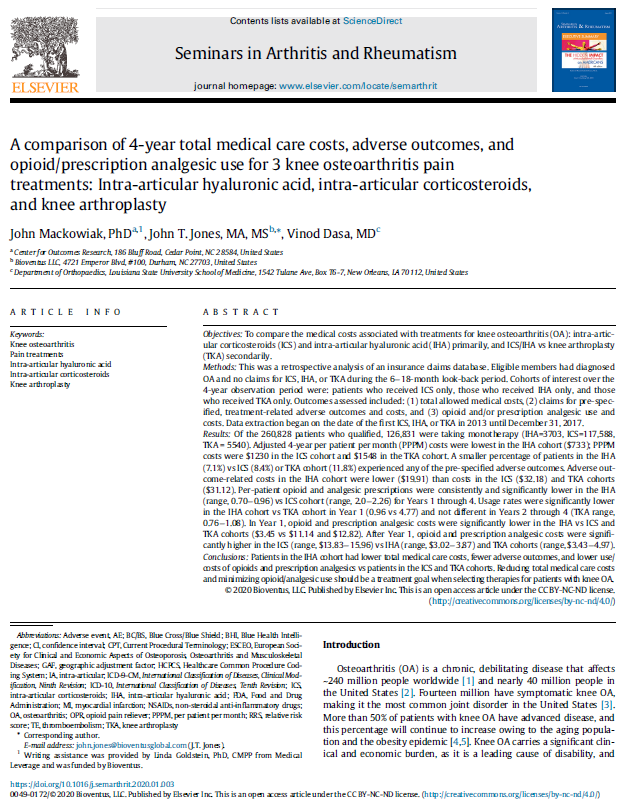 Contents lists available at ScienceDirect
Seminars in Arthritis and Rheumatism
journal homepage: www.elsevier.com/locate/semarthrit
ELSEVIER
A comparison of 4-year total medical care costs, adverse outcomes, and
opioid/prescription analgesic use for 3 knee osteoarthritis pain
treatments: Intra-articular hyaluronic acid, intra-articular corticosteroids,
and knee arthroplasty
John Mackowiak, PhDa,1, John T. Jones, MA, MSb,*, Vinod Dasa, MDc
a Center for Outcomes Research, 186 Bluff Road, Cedar Point, NC 28584, United States
b Bioventus LLC, 4721 Emperor Blvd, #100, Durham, NC 27703, United States
c Department of Orthopaedics, Louisiana State University School of Medicine, 1542 Tulane Ave, Box T6-7, New Orleans, LA 70112, United States
ARTICLE INFO
Keywords:
Knee osteoarthritis
Pain treatments
Intra-articular hyaluronic acid
Intra-articular corticosteroids
Knee arthroplasty
ABSTRACT
Objectives: To compare the medical costs associated with treatments for knee osteoarthritis (OA): intra-artic-
ular corticosteroids (ICS) and intra-articular hyaluronic acid (IHA) primarily, and ICS/IHA vs knee arthroplasty
(TKA) secondarily.
Methods: This was a retrospective analysis of an insurance claims database. Eligible members had diagnosed
OA and no claims for ICS, IHA, or TKA during the 6–18-month look-back period. Cohorts of interest over the
4-year observation period were: patients who received ICS only, those who received IHA only, and those
who received TKA only. Outcomes assessed included: (1) total allowed medical costs, (2) claims for pre-spec-
ified, treatment-related adverse outcomes and costs, and (3) opioid and/or prescription analgesic use and
costs. Data extraction began on the date of the first ICS, IHA, or TKA in 2013 until December 31, 2017.
Results: Of the 260,828 patients who qualified, 126,831 were taking monotherapy (IHA=3703, ICS=117,588,
TKA = 5540). Adjusted 4-year per patient per month (PPPM) costs were lowest in the IHA cohort ($733); PPPM
costs were $1230 in the ICS cohort and $1548 in the TKA cohort. A smaller percentage of patients in the IHA
(7.1%) vs ICS (8.4%) or TKA cohort (11.8%) experienced any of the pre-specified adverse outcomes. Adverse out-
come-related costs in the IHA cohort were lower ($19.91) than costs in the ICS ($32.18) and TKA cohorts
($31.12). Per-patient opioid and analgesic prescriptions were consistently and significantly lower in the IHA
(range, 0.70–0.96) vs ICS cohort (range, 2.0–2.26) for Years 1 through 4. Usage rates were significantly lower
in the IHA cohort vs TKA cohort in Year 1 (0.96 vs 4.77) and not different in Years 2 through 4 (TKA range,
0.76–1.08). In Year 1, opioid and prescription analgesic costs were significantly lower in the IHA vs ICS and
TKA cohorts ($3.45 vs $11.14 and $12.82). After Year 1, opioid and prescription analgesic costs were signifi-
cantly higher in the ICS (range, $13.83–15.96) vs IHA (range, $3.02–3.87) and TKA cohorts (range, $3.43–4.97).
Conclusions: Patients in the IHA cohort had lower total medical care costs, fewer adverse outcomes, and lower use/
costs of opioids and prescription analgesics vs patients in the ICS and TKA cohorts. Reducing total medical care costs
and minimizing opioid/analgesic use should be a treatment goal when selecting therapies for patients with knee OA.
© 2020 Bioventus, LLC. Published by Elsevier Inc. This is an open access article under the CC BY-NC-ND license.
(http://creativecommons.org/licenses/by-nc-nd/4.0/)
Abbreviations: Adverse event, AE; BC/BS, Blue Cross/Blue Shield; BHI, Blue Health Intelli-
gence; CI, confidence interval; CPT, Current Procedural Terminology; ESCEO, European Soci-
ety for Clinical and Economic Aspects of Osteoporosis, Osteoarthritis and Musculoskeletal
Diseases; GAF, geographic adjustment factor; HCPCS, Healthcare Common Procedure Cod-
ing System; IA, intra-articular; ICD-9-CM, International Classification of Diseases, Clinical Mod-
ification, Ninth Revision; ICD-10, International Classification of Diseases, Tenth Revision; ICS,
intra-articular corticosteroids; IHA, intra-articular hyaluronic acid; FDA, Food and Drug
Administration; MI, myocardial infarction; NSAIDs, non-steroidal anti-inflammatory drugs;
OA, osteoarthritis; OPR, opioid pain reliever; PPPM, per patient per month; RRS, relative risk
score; TE, thromboembolism; TKA, knee arthroplasty
* Corresponding author.
E-mail address: john.jones@bioventusglobal.com (J.T. Jones).
1 Writing assistance was provided by Linda Goldstein, PhD, CMPP from Medical
Leverage and was funded by Bioventus.
Introduction
Osteoarthritis (OA) is a chronic, debilitating disease that affects
~240 million people worldwide [1] and nearly 40 million people in
the United States [2]. Fourteen million have symptomatic knee OA,
making it the most common joint disorder in the United States [3].
More than 50% of patients with knee OA have advanced disease, and
this percentage will continue to increase owing to the aging popula-
tion and the obesity epidemic [4,5]. Knee OA carries a significant clin-
ical and economic burden, as it is a leading cause of disability, and
https://doi.org/10.1016/j.semarthrit.2020.01.003
0049-0172/© 2020 Bioventus, LLC. Published by Elsevier Inc. This is an open access article under the CC BY-NC-ND license. (http://creativecommons.org/licenses/by-nc-nd/4.0/)